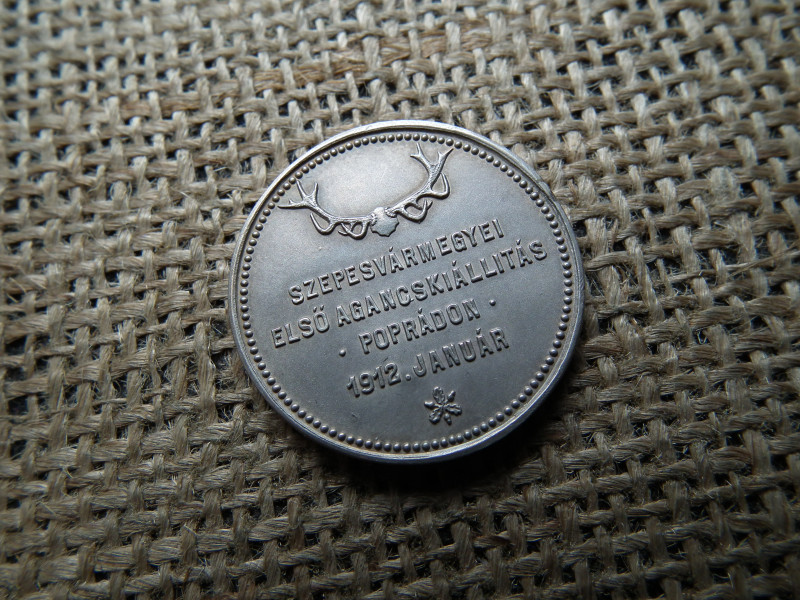 SZEPESVÁRMEGYEI
ELSŐ AGANCSKIÁLLITÁS
· POPRÁDON ·
1912. JANUÁR